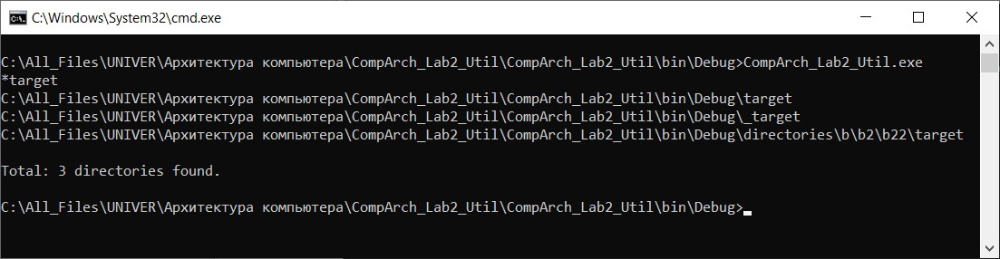 C:\Windows\System32\cmd.exe
C:\All_Files\UNIVER\Архитектура компьютера\CompArch_Lab2_Util\CompArch_Lab2_Util\bin\Debug>CompArch_Lab2_Util.exe
*target
C:\All_Files\UNIVER\Архитектура компьютера\CompArch_Lab2_Util\CompArch_Lab2_Util\bin\Debug\target
C:\All_Files\UNIVER\Архитектура компьютера\CompArch_Lab2_Util\CompArch_Lab2_Util\bin\Debug\_target
C:\All_Files\UNIVER\Архитектура компьютера\CompArch_Lab2_Util\CompArch_Lab2_Util\bin\Debug\directories\b\b2\b22\target
Total: 3 directories found.
C:\All_Files\UNIVER\Архитектура компьютера\CompArch_Lab2_Util\CompArch_Lab2_Util\bin\Debug>